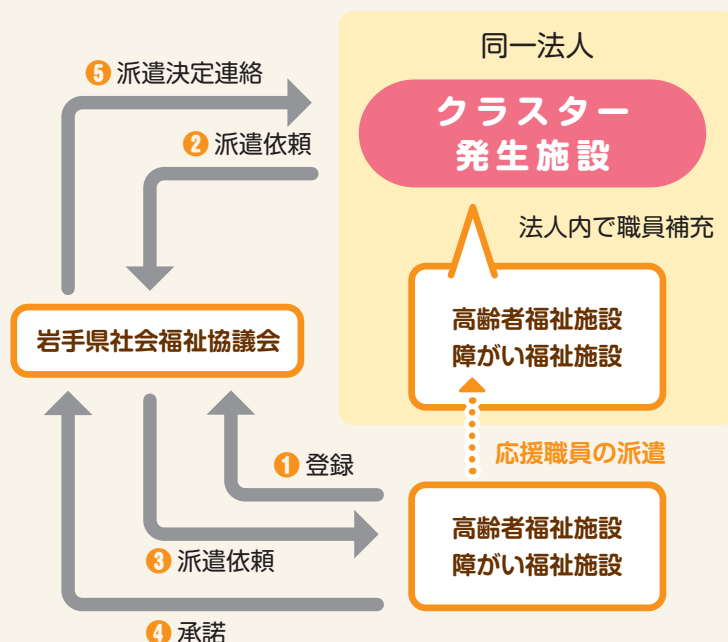 同一法人
❺ 派遣決定連絡
クラスター
発生施設
❷ 派遣依頼
法人内で職員補充
高齢者福祉施設
障がい福祉施設
岩手県社会福祉協議会
応援職員の派遣
❶ 登録
高齢者福祉施設
障がい福祉施設
❸ 派遣依頼
❹ 承諾